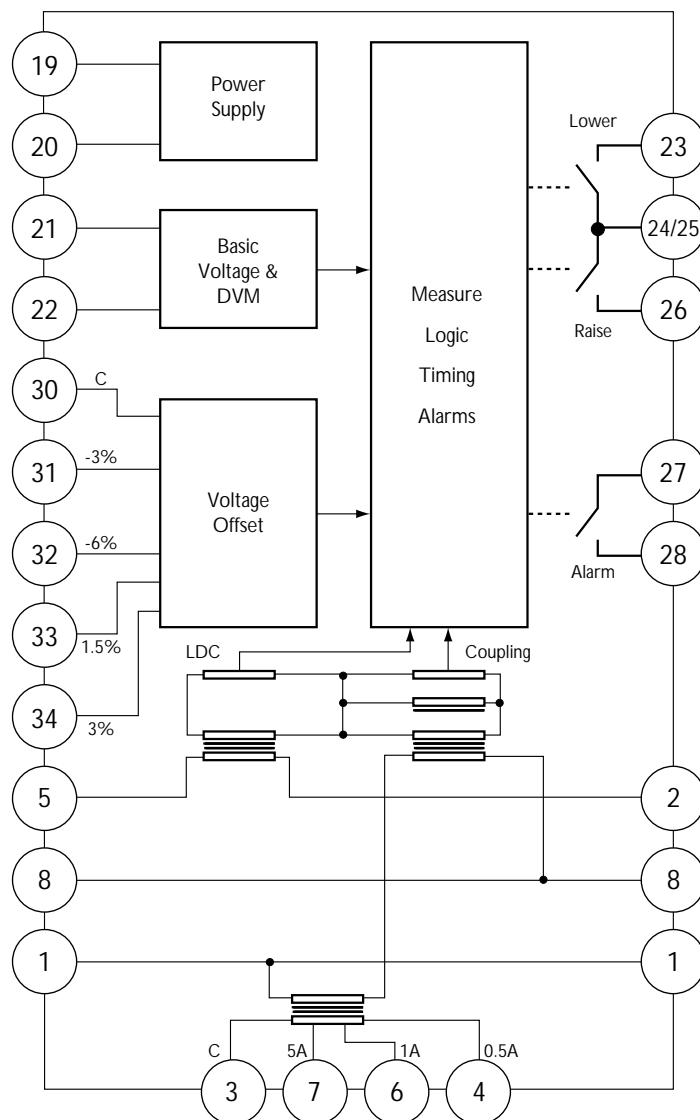 19
Power
Supply
20
Lower
23
21
Basic
Voltage &
DVM
22
24/25
Measure
Logic
Timing
Alarms
26
Raise
30
C
31
-3%
32
-6%
33
1.5%
34
3%
Voltage
Offset
27
28
Alarm
LDC
Coupling
5
2
8
8
1
1
C
5A
1A
0.5A
3
7
6
4